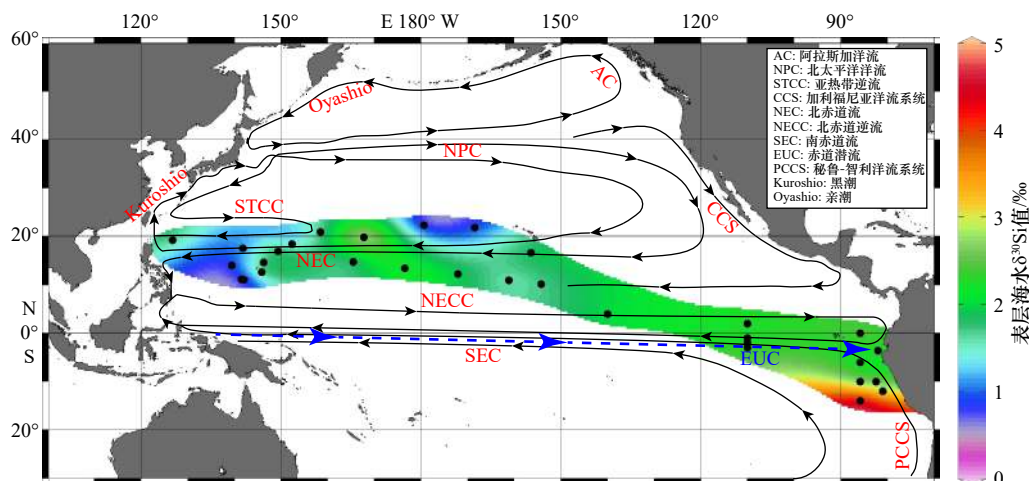 120° 150° E 180° W 150° 120° 90°
60°
40°
20°
N
0°
S
20°
AC: 阿拉斯加洋流
NPC: 北太平洋洋流
STCC: 亚热带逆流
CCS: 加利福尼亚洋流系统
NEC: 北赤道流
NECC: 北赤道逆流
SEC: 南赤道流
EUC: 赤道潜流
PCCS: 秘鲁-智利洋流系统
Kuroshio: 黑潮
Oyashio: 亲潮
AC
Oyashio
NPC
Kuroshio
STCC
CCS
NEC
NECC
SEC
EUC
PCCS
5
4
3
2
1
0
表层海水δ³⁰Si值/‰